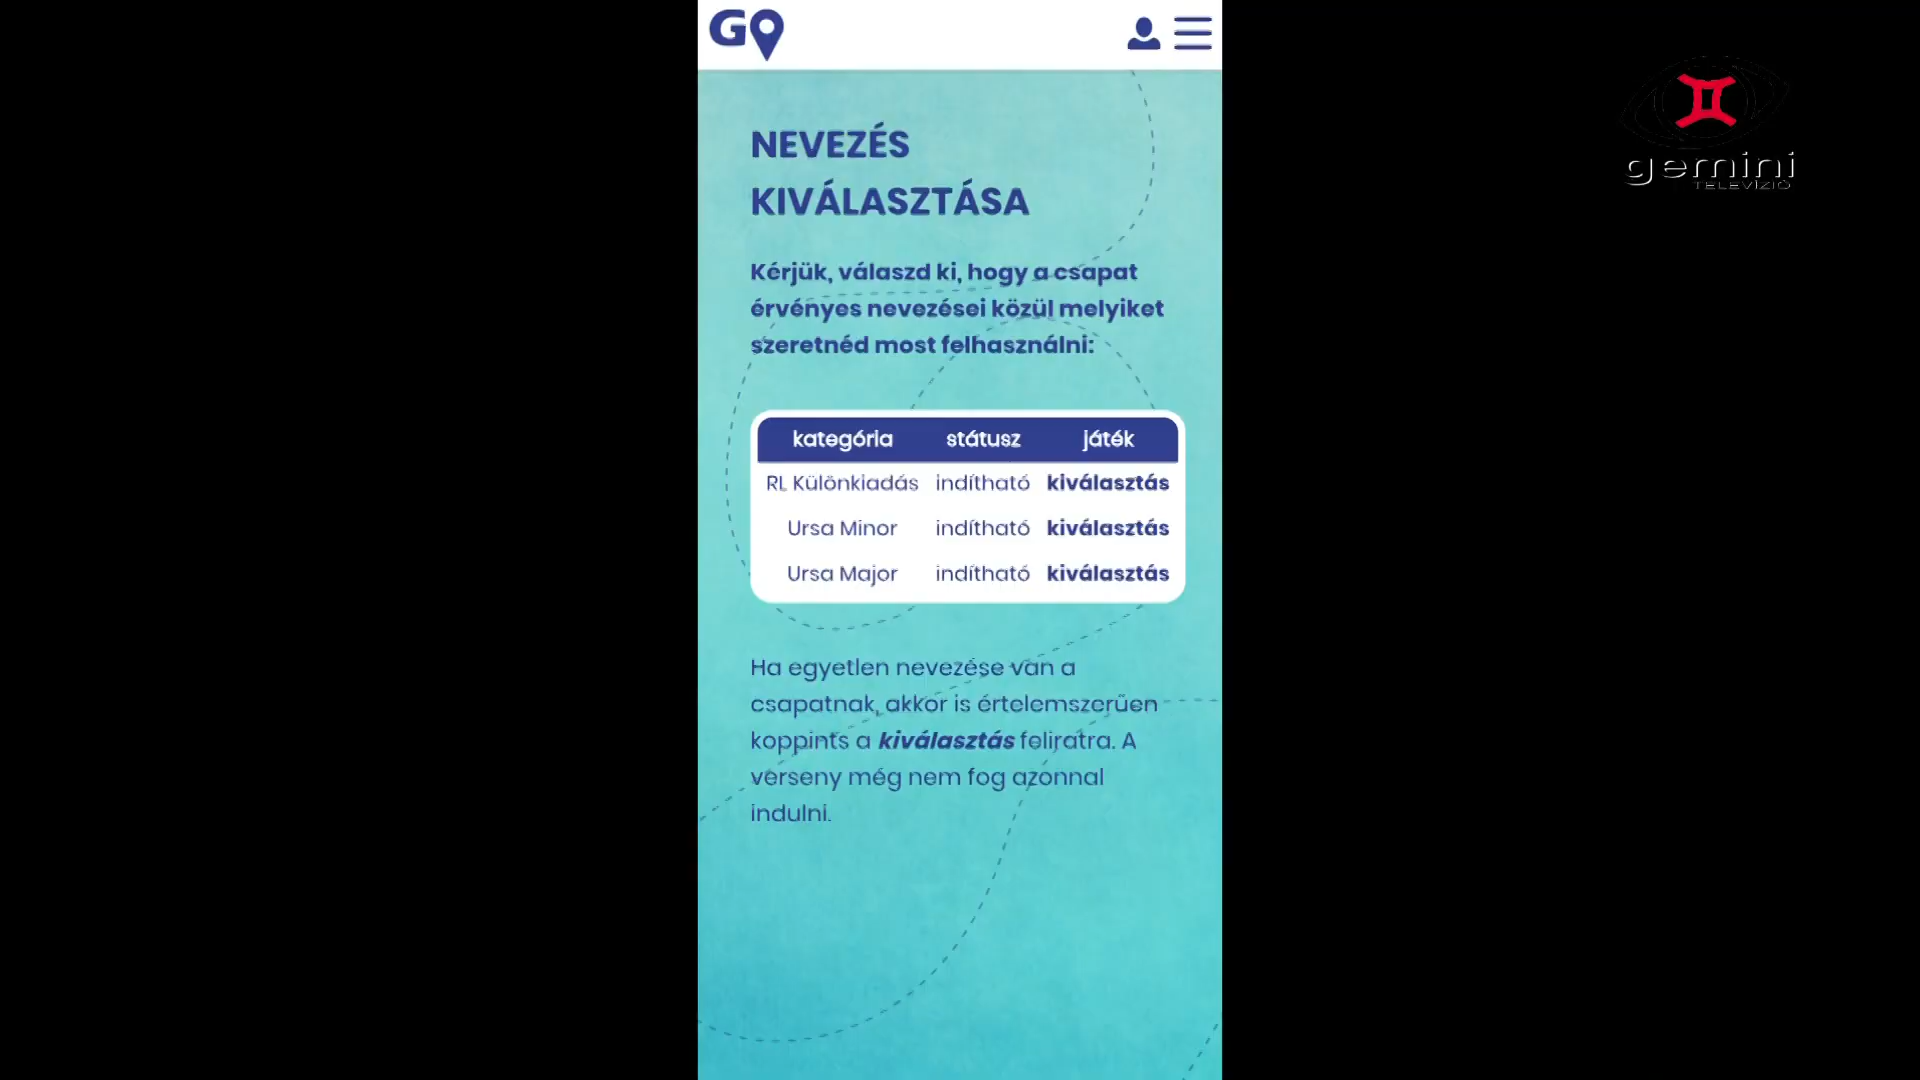 GO
gemini
TELEVÍZIÓ
NEVEZÉS
KIVÁLASZTÁSA
Kérjük, válaszd ki, hogy a csapat
érvényes nevezései közül melyiket
szeretnéd most felhasználni:
kategória státusz játék
RL Különkiadás indítható kiválasztás
Ursa Minor indítható kiválasztás
Ursa Major indítható kiválasztás
Ha egyetlen nevezése van a
csapatnak, akkor is értelemszerűen
koppints a kiválasztás feliratra. A
verseny még nem fog azonnal
indulni.